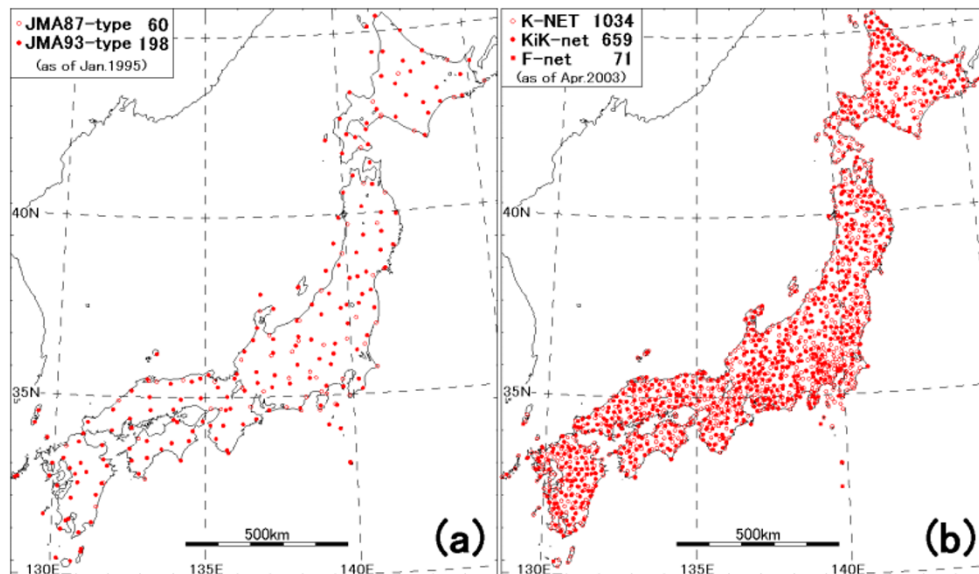 JMA87-type 60
JMA93-type 198
(as of Jan.1995)
40N
35N
130E
135E
140E
500km
(a)
K-NET 1034
KiK-net 659
F-net 71
(as of Apr.2003)
40N
35N
130E
135E
140E
500km
(b)